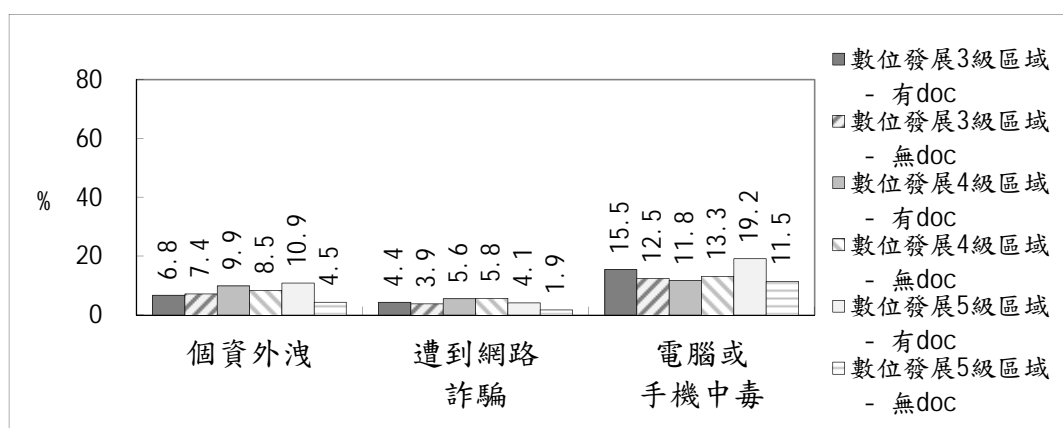 80
60
40
20
0
%
6.8
7.4
9.9
8.5
10.9
4.5
4.4
3.9
5.6
5.8
4.1
1.9
15.5
12.5
11.8
13.3
19.2
11.5
個資外洩
遭到網路
詐騙
電腦或
手機中毒
數位發展3級區域
- 有doc
數位發展3級區域
- 無doc
數位發展4級區域
- 有doc
數位發展4級區域
- 無doc
數位發展5級區域
- 有doc
數位發展5級區域
- 無doc